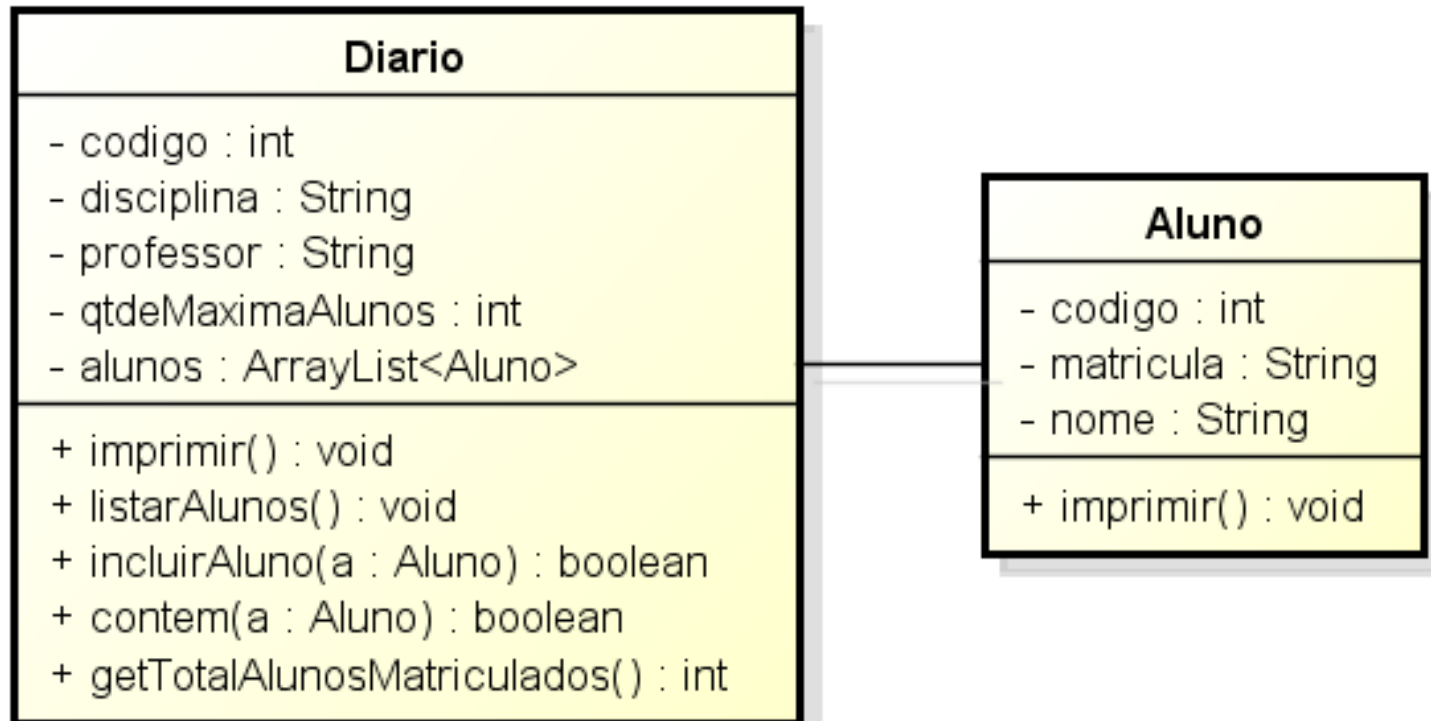 Diario
- codigo : int
- disciplina : String
- professor : String
- qtdeMaximaAlunos : int
- alunos : ArrayList<Aluno>
+ imprimir() : void
+ listarAlunos() : void
+ incluirAluno(a : Aluno) : boolean
+ contem(a : Aluno) : boolean
+ getTotalAlunosMatriculados() : int
Aluno
- codigo : int
- matricula : String
- nome : String
+ imprimir() : void